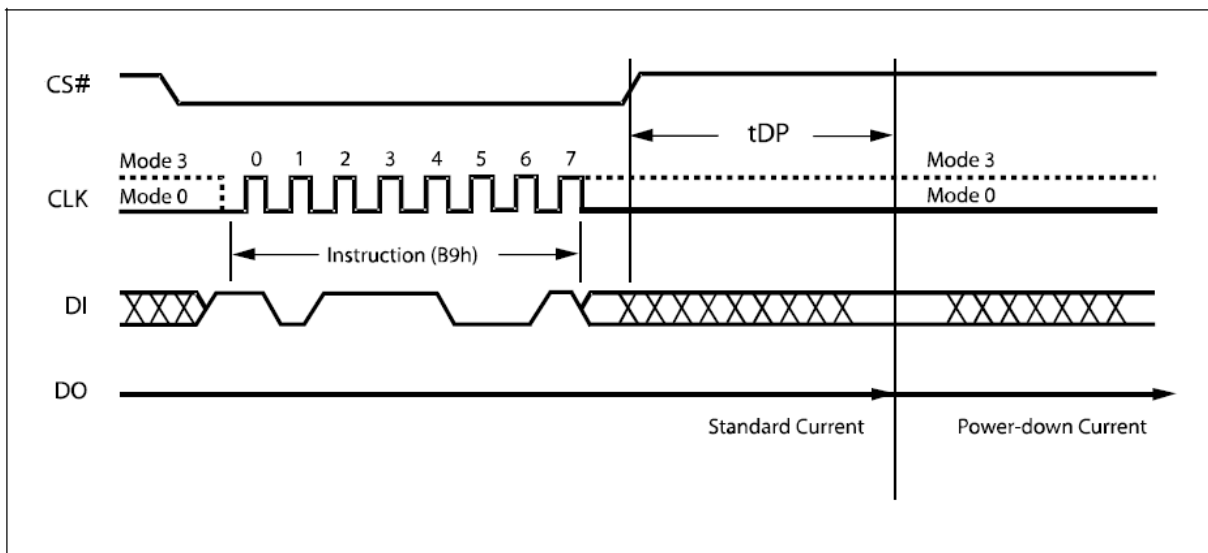 CS#
tDP
Mode 3
0 1 2 3 4 5 6 7
Mode 3
CLK
Mode 0
Mode 0
Instruction (B9h)
DI
DO
Standard Current
Power-down Current